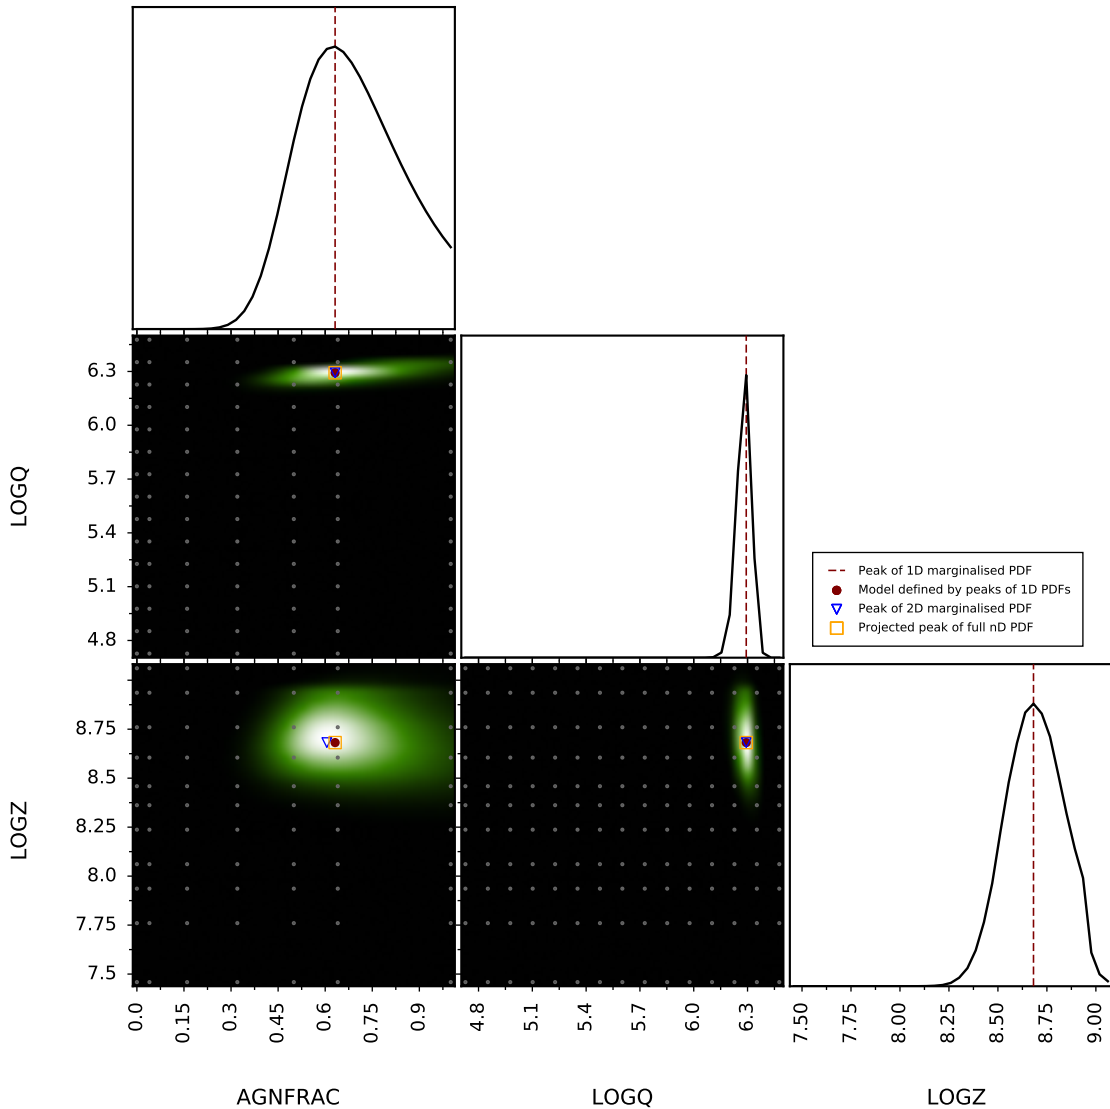 6.3
6.0
5.7
5.4
5.1
4.8
LOGQ
Peak of 1D marginalised PDF
Model defined by peaks of 1D PDFs
Peak of 2D marginalised PDF
Projected peak of full nD PDF
8.75
8.5
8.25
8.0
7.75
7.5
LOGZ
0.0 0.15 0.3 0.45 0.6 0.75 0.9
4.8 5.1 5.4 5.7 6.0 6.3
7.50 7.75 8.00 8.25 8.50 8.75 9.00
AGNFRAC
LOGQ
LOGZ